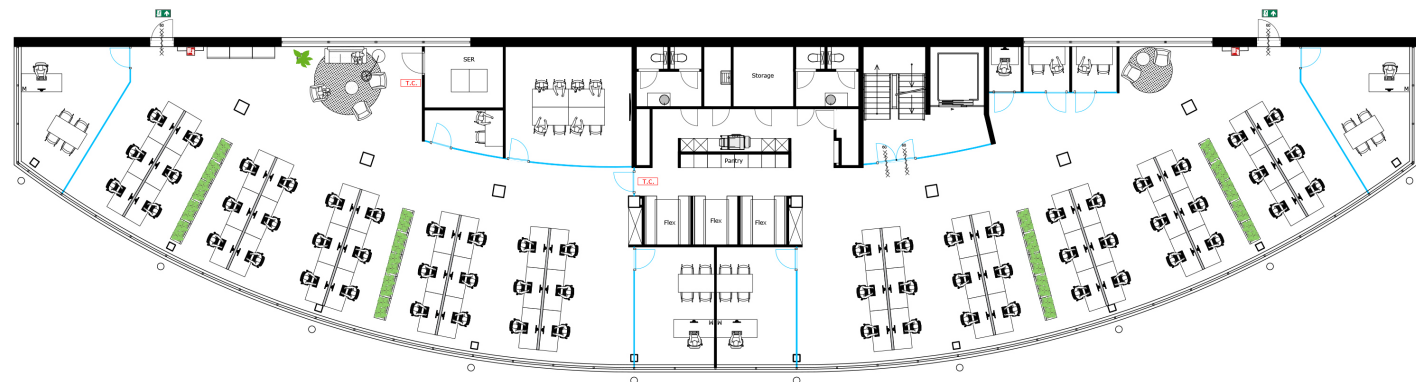 SER
T.C.
Storage
Pantry
T.C.
Flex
Flex
Flex
M
M
M
M